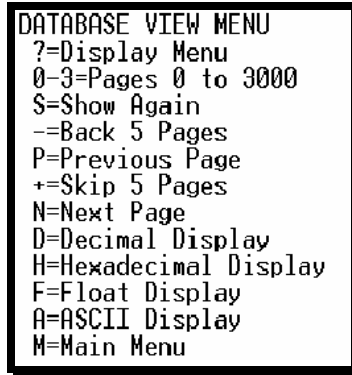 DATABASE VIEW MENU
?=Display Menu
0-3=Pages 0 to 3000
S=Show Again
-=Back 5 Pages
P=Previous Page
+=Skip 5 Pages
N=Next Page
D=Decimal Display
H=Hexadecimal Display
F=Float Display
A=ASCII Display
M=Main Menu